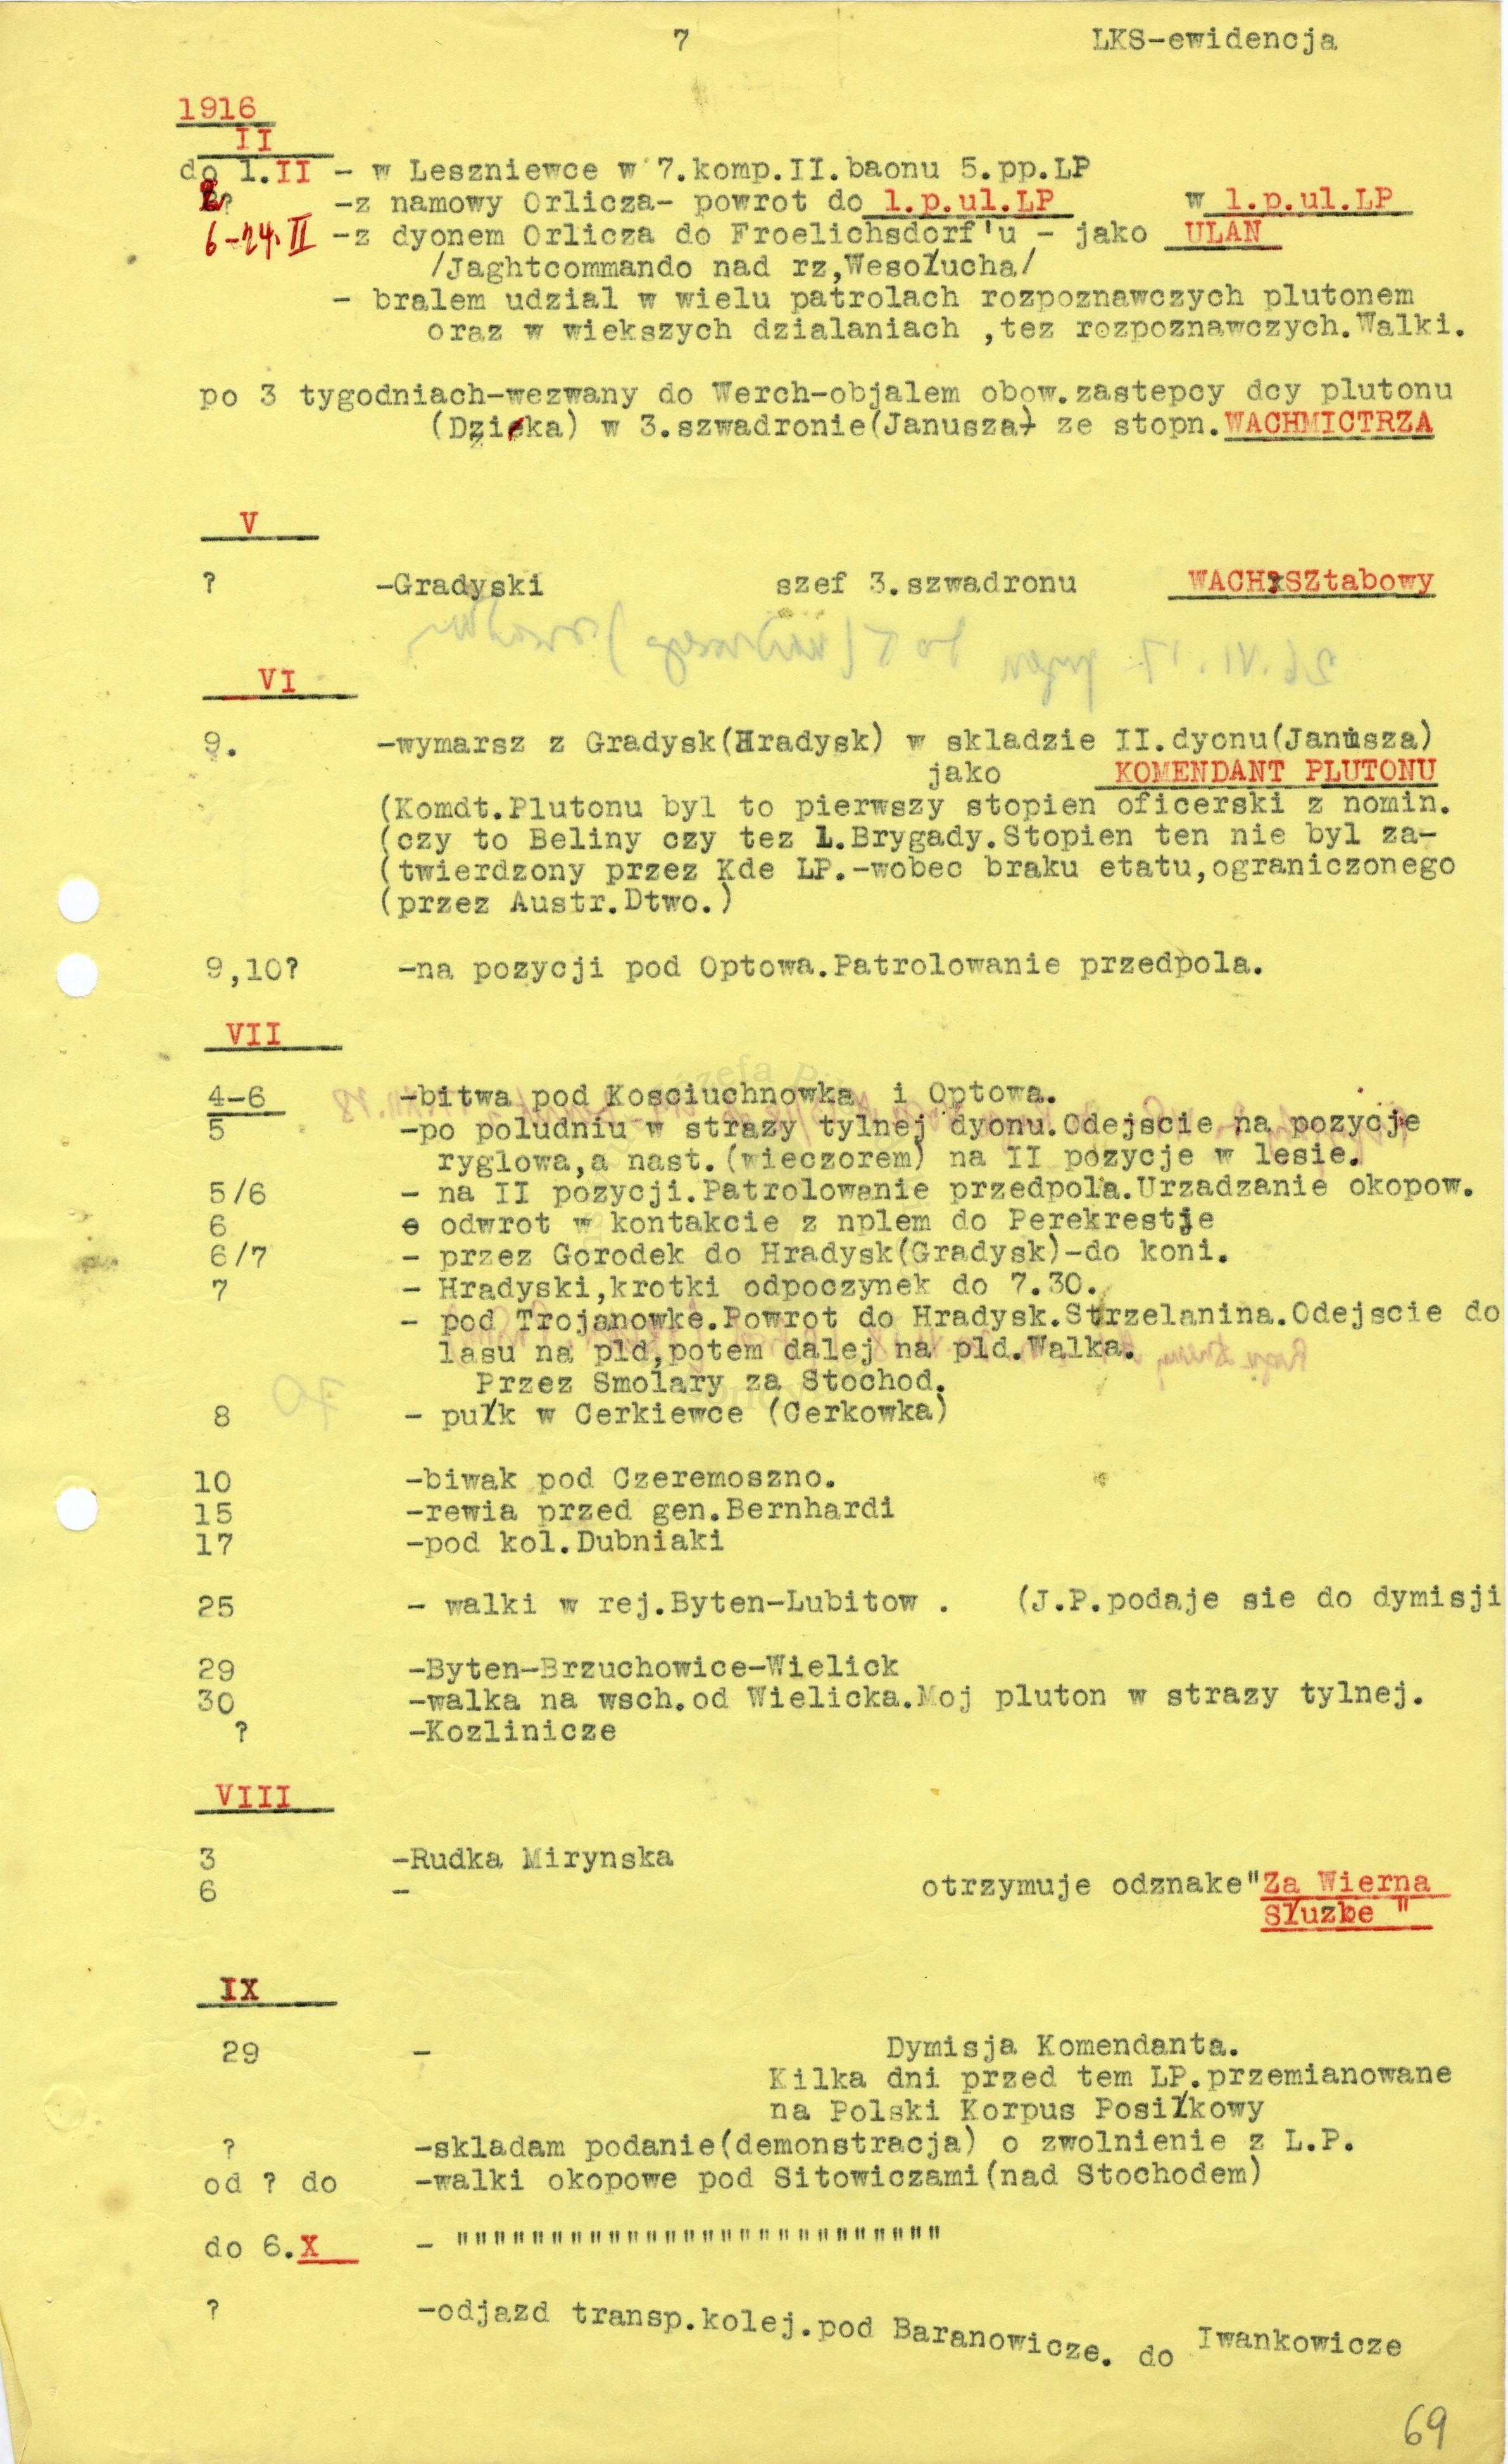 7 LKS-ewidencja
1916
II
do 1.II - w Leszniewce w 7.komp.II.baonu 5.pp.LP
? -z namowy Orlicza- powrot do 1.p.ul.LP w 1.p.ul.LP
6-24.II -z dyonem Orlicza do Froelichsdorf'u - jako ULAN
/Jaghtcommando nad rz,Wesołucha/
- bralem udzial w wielu patrolach rozpoznawczych plutonem
oraz w wiekszych dzialaniach ,tez rozpoznawczych.Walki.
po 3 tygodniach-wezwany do Werch-objalem obow.zastepcy dcy plutonu
(Dzieka) w 3.szwadronie(Janusza) ze stopn.WACHMICTRZA
V
? -Gradyski szef 3.szwadronu WACH.SZtabowy
VI
9. -wymarsz z Gradysk(Hradysk) w skladzie II.dyonu(Janusza)
jako KOMENDANT PLUTONU
(Komdt.Plutonu byl to pierwszy stopien oficerski z nomin.
(czy to Beliny czy tez I.Brygady.Stopien ten nie byl za-
(twierdzony przez Kde LP.-wobec braku etatu,ograniczonego
(przez Austr.Dtwo.)
9,10? -na pozycji pod Optowa.Patrolowanie przedpola.
VII
4-6 -bitwa pod Kosciuchnowka i Optowa.
5 -po poludniu w strazy tylnej dyonu.Odejscie na pozycje
ryglowa,a nast.(wieczorem) na II pozycje w lesie.
5/6 - na II pozycji.Patrolowanie przedpola.Urzadzanie okopow.
6 - odwrot w kontakcie z nplem do Perekrestje
6/7 - przez Gorodek do Hradysk(Gradysk)-do koni.
7 - Hradyski,krotki odpoczynek do 7.30.
- pod Trojanowke.Powrot do Hradysk.Strzelanina.Odejscie do
lasu na pld,potem dalej na pld.Walka.
Przez Smolary za Stochod.
8 - pułk w Cerkiewce (Cerkowka)
10 -biwak pod Czeremoszno.
15 -rewia przed gen.Bernhardi
17 -pod kol.Dubniaki
25 - walki w rej.Byten-Lubitow . (J.P.podaje sie do dymisji
29 -Byten-Brzuchowice-Wielick
30 -walka na wsch.od Wielicka.Moj pluton w strazy tylnej.
? -Kozlinicze
VIII
3 -Rudka Mirynska
6 - otrzymuje odznake"Za Wierna
Słuzbe "
IX
29 - Dymisja Komendanta.
Kilka dni przed tem LP.przemianowane
na Polski Korpus Posiłkowy
? -skladam podanie(demonstracja) o zwolnienie z L.P.
od ? do -walki okopowe pod Sitowiczami(nad Stochodem)
do 6.X - """"""""""""""""""""""""""
? -odjazd transp.kolej.pod Baranowicze. do Iwankowicze
69